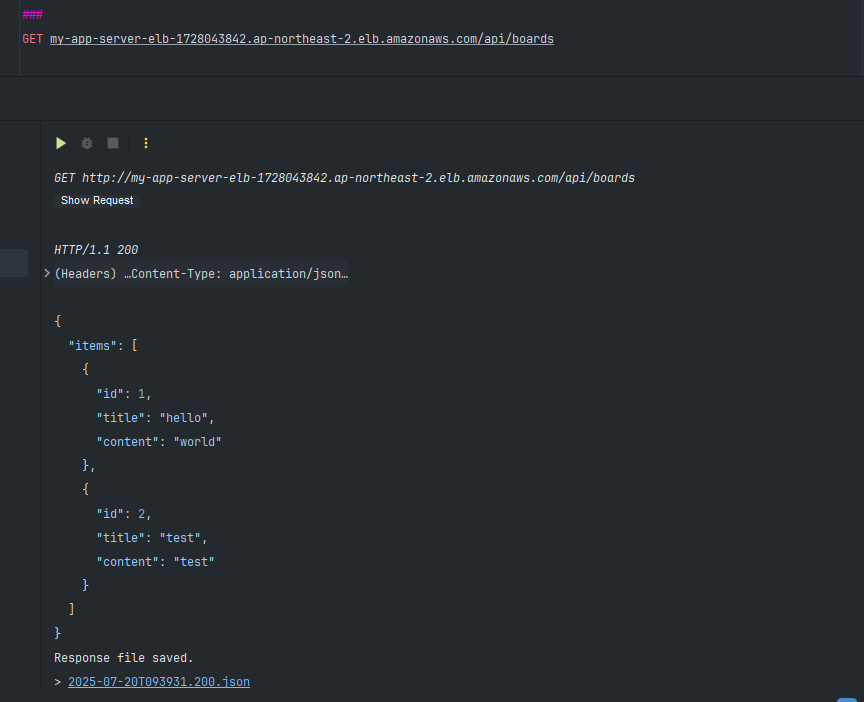 ###
GET my-app-server-elb-1728043842.ap-northeast-2.elb.amazonaws.com/api/boards
GET http://my-app-server-elb-1728043842.ap-northeast-2.elb.amazonaws.com/api/boards
Show Request
HTTP/1.1 200
(Headers) …Content-Type: application/json…
{
  "items": [
    {
      "id": 1,
      "title": "hello",
      "content": "world"
    },
    {
      "id": 2,
      "title": "test",
      "content": "test"
    }
  ]
}
Response file saved.
> 2025-07-20T093931.200.json